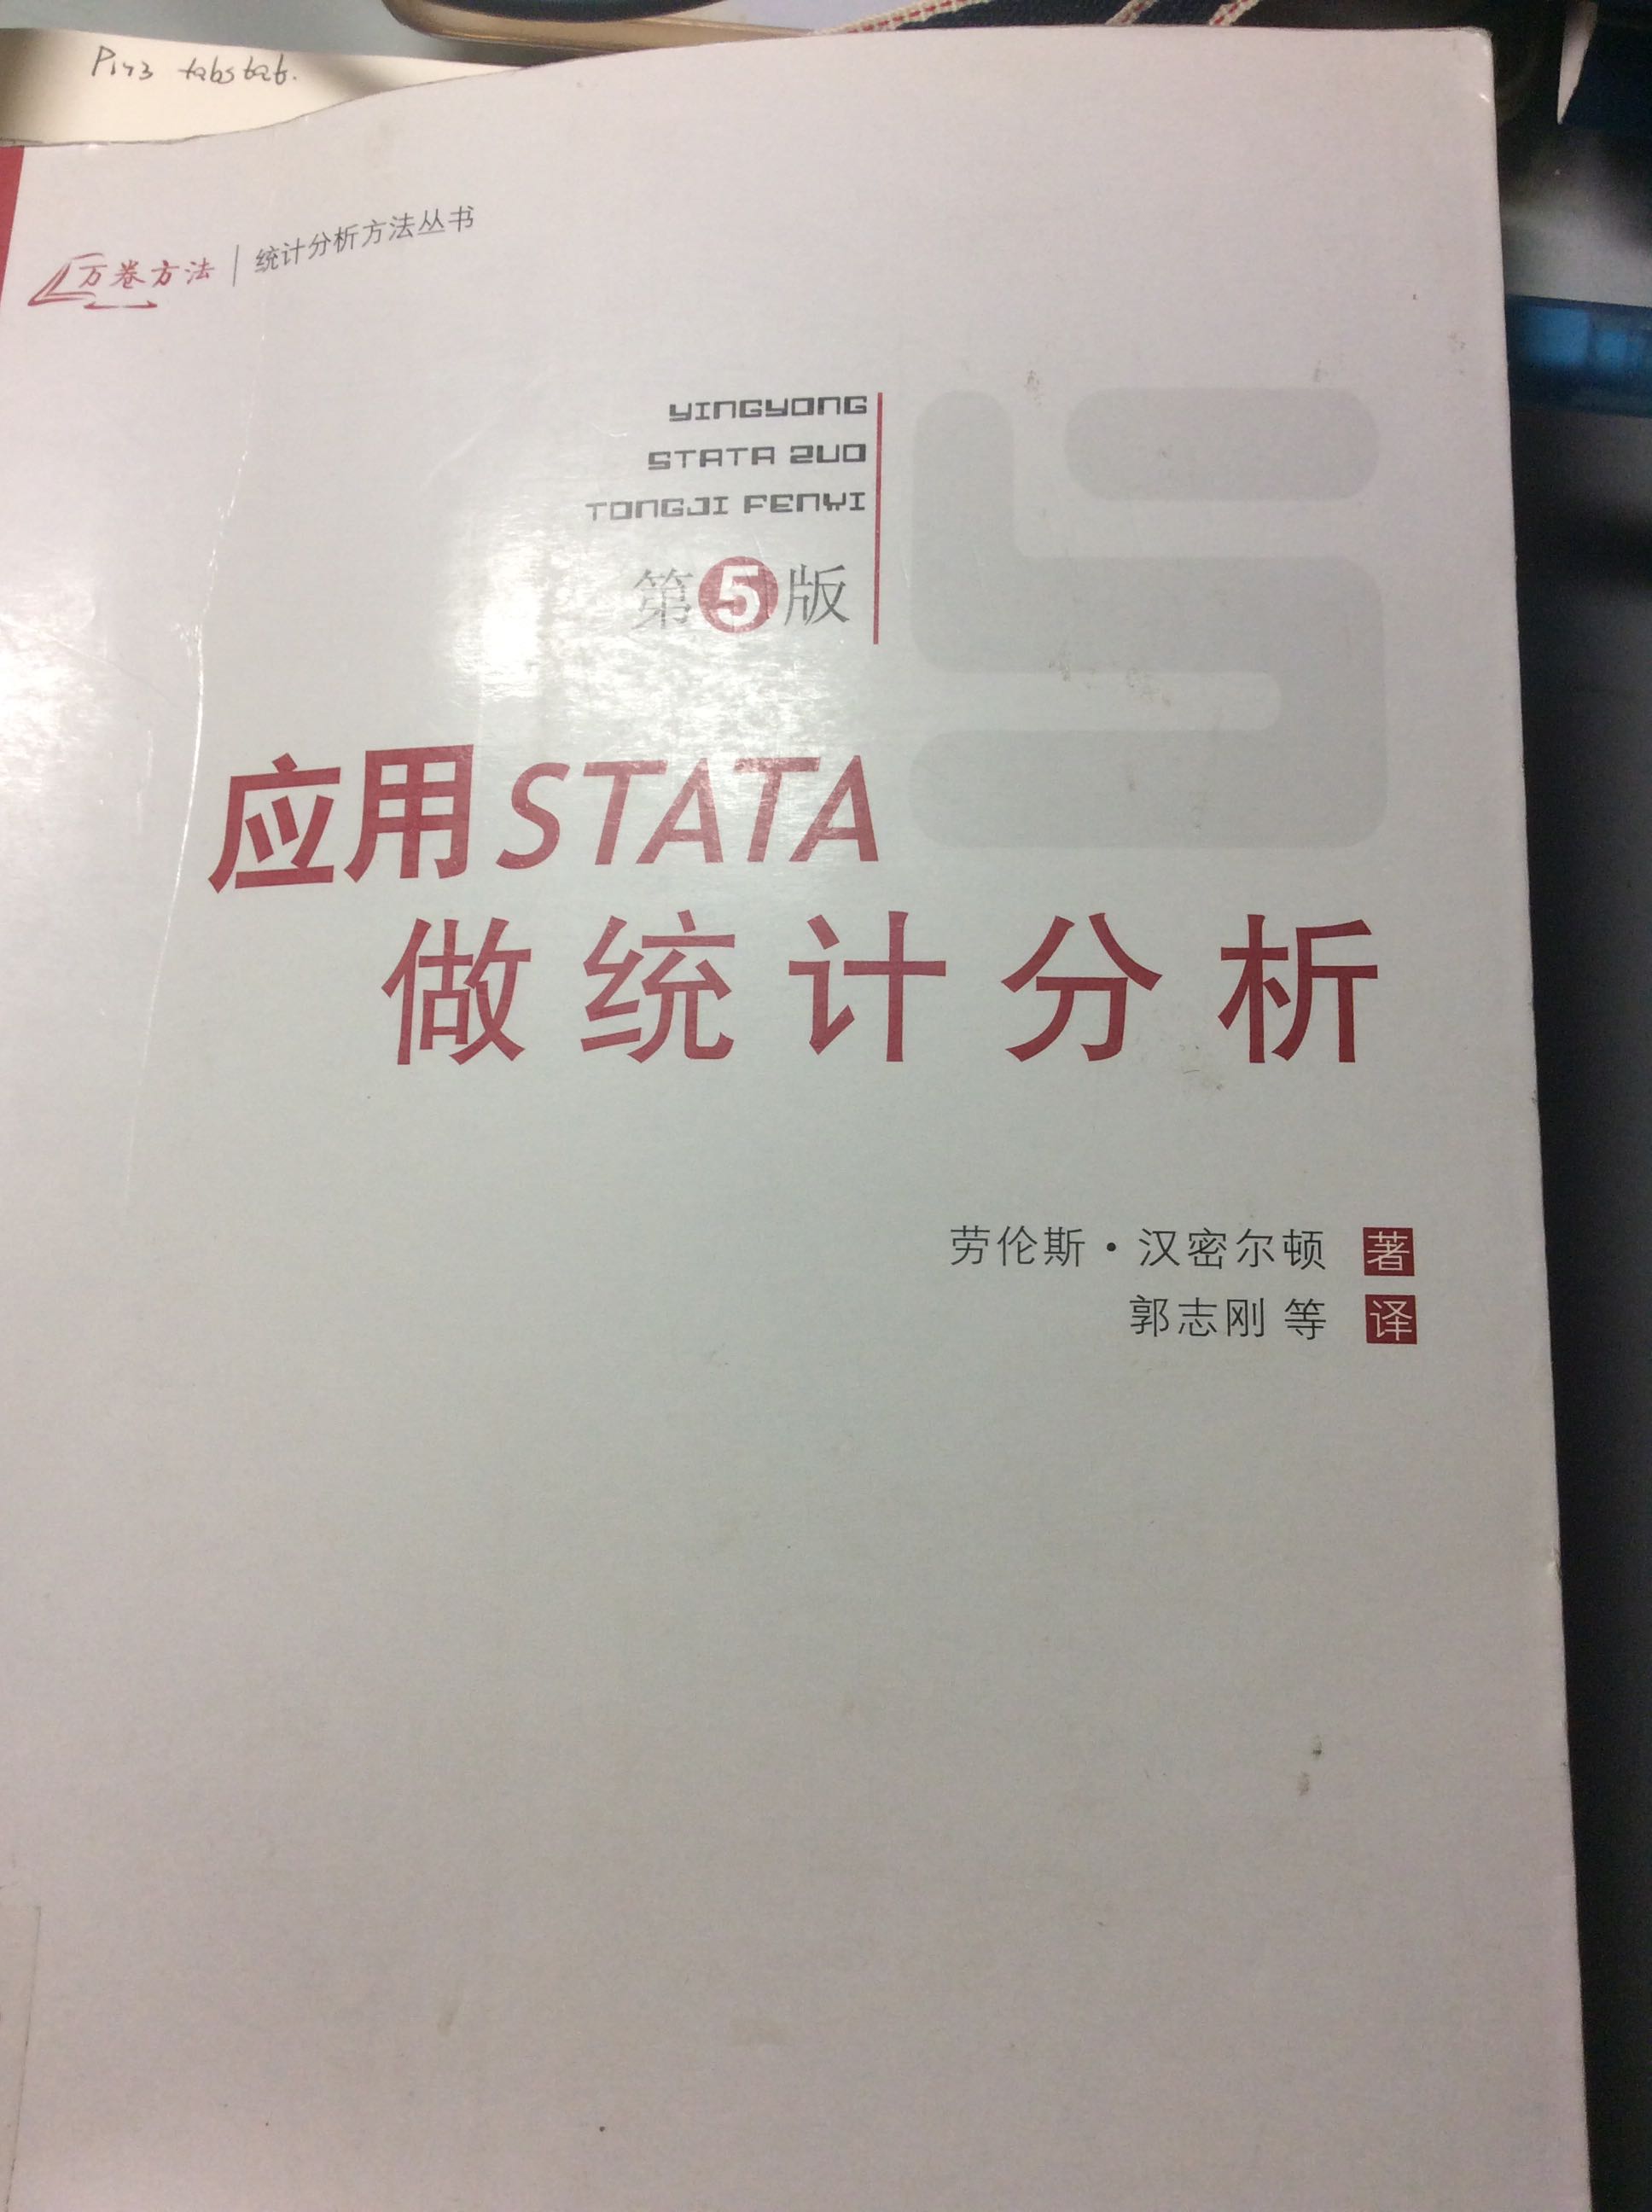 P143 tabstat.
万卷方法 | 统计分析方法丛书
YINGYONG
STATA ZUO
TONGJI FENXI
第5版
应用STATA
做统计分析
劳伦斯·汉密尔顿 著
郭志刚 等 译